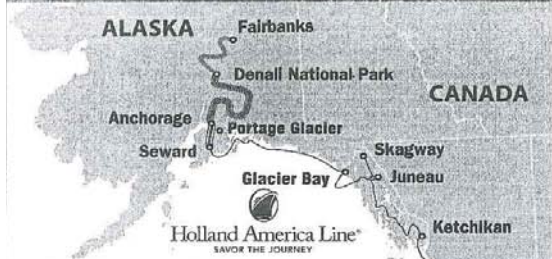 Fairbanks
ALASKA
Denali National Park
CANADA
Anchorage
Portage Glacier
Seward
Skagway
Glacier Bay
Juneau
Ketchikan
Holland America Line®
SAVOR THE JOURNEY